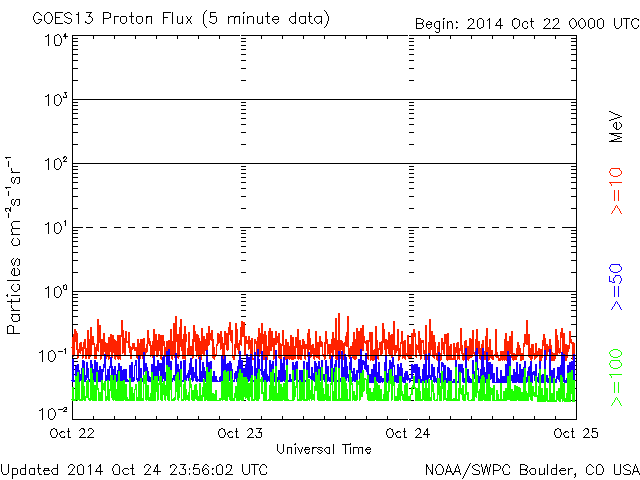 GOES13 Proton Flux (5 minute data)
Begin: 2014 Oct 22 0000 UTC
Particles cm⁻²s⁻¹sr⁻¹
10⁴
10³
10²
10¹
10⁰
10⁻¹
10⁻²
Oct 22
Oct 23
Oct 24
Oct 25
Universal Time
MeV
>=10
>=50
>=100
Updated 2014 Oct 24 23:56:02 UTC
NOAA/SWPC Boulder, CO USA